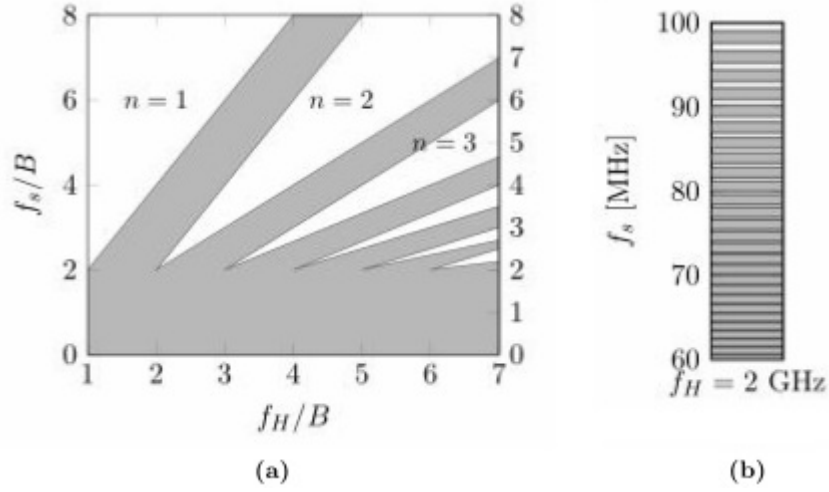 8
6
4
2
0
f_s/B
8
7
6
5
4
3
2
1
0
n = 1
n = 2
n = 3
1 2 3 4 5 6 7
f_H/B
(a)
100
90
80
70
60
f_s [MHz]
f_H = 2 GHz
(b)